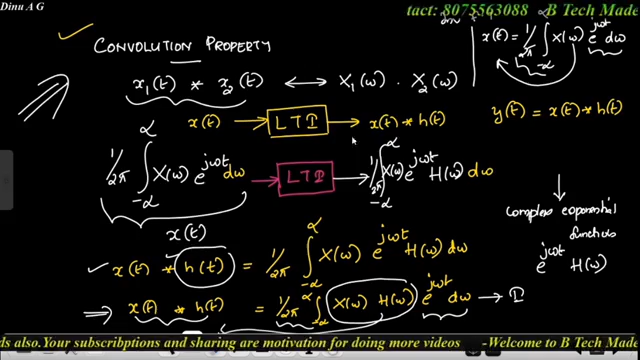 Dinu A G
tact: 8075563088 - B Tech Made
CONVOLUTION PROPERTY
x(t) = 1/2π ∫_{-α}^{α} X(ω) e^{jωt} dω
x₁(t) * x₂(t) ⟷ X₁(ω) . X₂(ω)
x(t) → LTI → x(t) * h(t)
y(t) = x(t) * h(t)
1/2π ∫_{-α}^{α} X(ω) e^{jωt} dω → LTI → 1/2π ∫_{-α}^{α} X(ω) e^{jωt} H(ω) dω
x(t)
complex exponential
function
e^{jωt} H(ω)
x(t) * h(t) = 1/2π ∫_{-α}^{α} X(ω) e^{jωt} H(ω) dω
⇒ x(t) * h(t) = 1/2π ∫_{-α}^{α} X(ω) H(ω) e^{jωt} dω → I
ds also.Your subscribptions and sharing are motivation for doing more videos -Welcome to B Tech Made